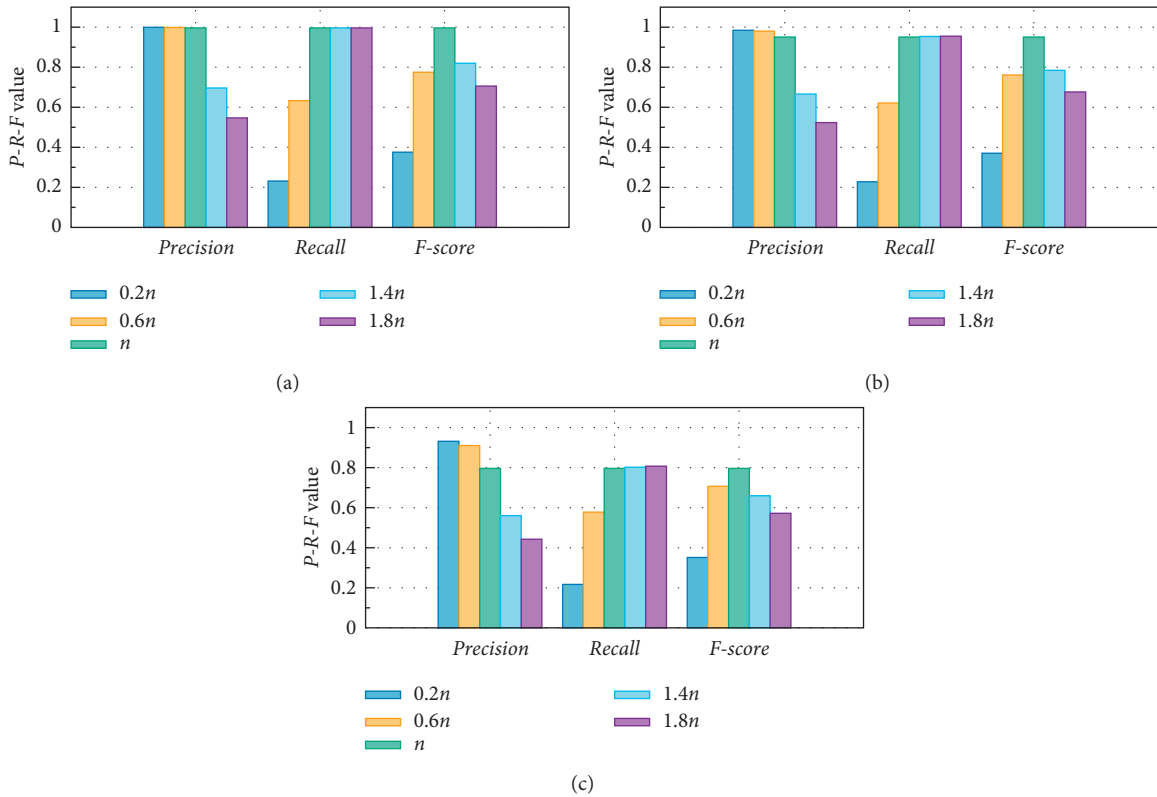 P-R-F value
1
0.8
0.6
0.4
0.2
0
Precision Recall F-score
0.2n 1.4n
0.6n 1.8n
n
(a)
P-R-F value
1
0.8
0.6
0.4
0.2
0
Precision Recall F-score
0.2n 1.4n
0.6n 1.8n
n
(b)
P-R-F value
1
0.8
0.6
0.4
0.2
0
Precision Recall F-score
0.2n 1.4n
0.6n 1.8n
n
(c)